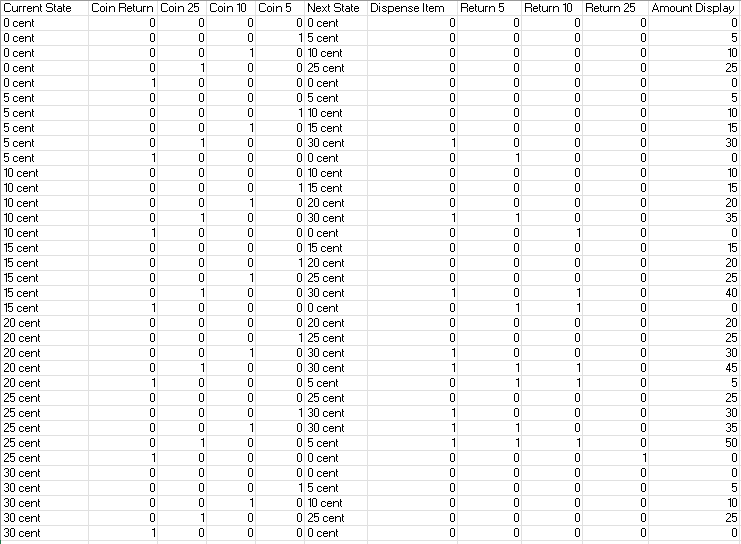 Current State Coin Return Coin 25 Coin 10 Coin 5 Next State Dispense Item Return 5 Return 10 Return 25 Amount Display
0 cent 0 0 0 0 0 cent 0 0 0 0 0
0 cent 0 0 0 1 5 cent 0 0 0 0 5
0 cent 0 0 1 0 10 cent 0 0 0 0 10
0 cent 0 1 0 0 25 cent 0 0 0 0 25
0 cent 1 0 0 0 0 cent 0 0 0 0 0
5 cent 0 0 0 0 5 cent 0 0 0 0 5
5 cent 0 0 0 1 10 cent 0 0 0 0 10
5 cent 0 0 1 0 15 cent 0 0 0 0 15
5 cent 0 1 0 0 30 cent 1 0 0 0 30
5 cent 1 0 0 0 0 cent 0 1 0 0 0
10 cent 0 0 0 0 10 cent 0 0 0 0 10
10 cent 0 0 0 1 15 cent 0 0 0 0 15
10 cent 0 0 1 0 20 cent 0 0 0 0 20
10 cent 0 1 0 0 30 cent 1 1 0 0 35
10 cent 1 0 0 0 0 cent 0 0 1 0 0
15 cent 0 0 0 0 15 cent 0 0 0 0 15
15 cent 0 0 0 1 20 cent 0 0 0 0 20
15 cent 0 0 1 0 25 cent 0 0 0 0 25
15 cent 0 1 0 0 30 cent 1 0 1 0 40
15 cent 1 0 0 0 0 cent 0 1 1 0 0
20 cent 0 0 0 0 20 cent 0 0 0 0 20
20 cent 0 0 0 1 25 cent 0 0 0 0 25
20 cent 0 0 1 0 30 cent 1 0 0 0 30
20 cent 0 1 0 0 30 cent 1 1 1 0 45
20 cent 1 0 0 0 5 cent 0 1 1 0 5
25 cent 0 0 0 0 25 cent 0 0 0 0 25
25 cent 0 0 0 1 30 cent 1 0 0 0 30
25 cent 0 0 1 0 30 cent 1 1 0 0 35
25 cent 0 1 0 0 5 cent 1 1 1 0 50
25 cent 1 0 0 0 0 cent 0 0 0 1 0
30 cent 0 0 0 0 0 cent 0 0 0 0 0
30 cent 0 0 0 1 5 cent 0 0 0 0 5
30 cent 0 0 1 0 10 cent 0 0 0 0 10
30 cent 0 1 0 0 25 cent 0 0 0 0 25
30 cent 1 0 0 0 0 cent 0 0 0 0 0